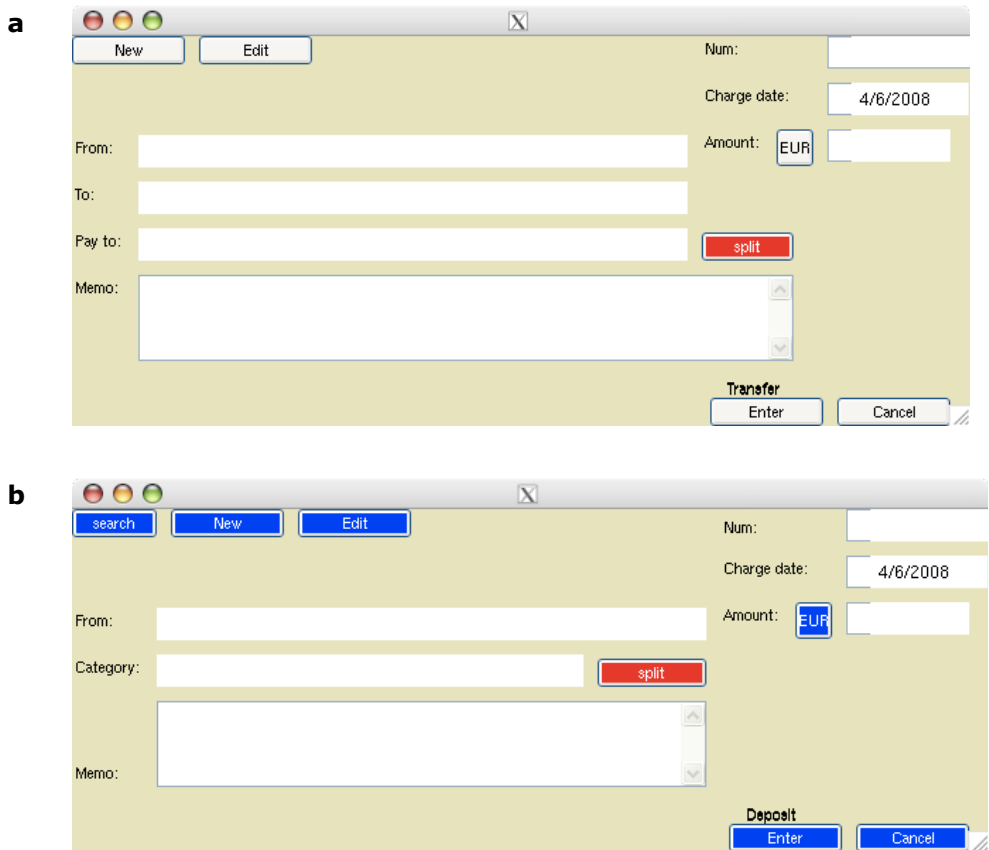 a
X
New Edit Num:
Charge date: 4/6/2008
From: Amount: EUR
To:
Pay to: split
Memo:
Transfer
Enter Cancel
b
X
search New Edit Num:
Charge date: 4/6/2008
From: Amount: EUR
Category: split
Memo:
Deposit
Enter Cancel